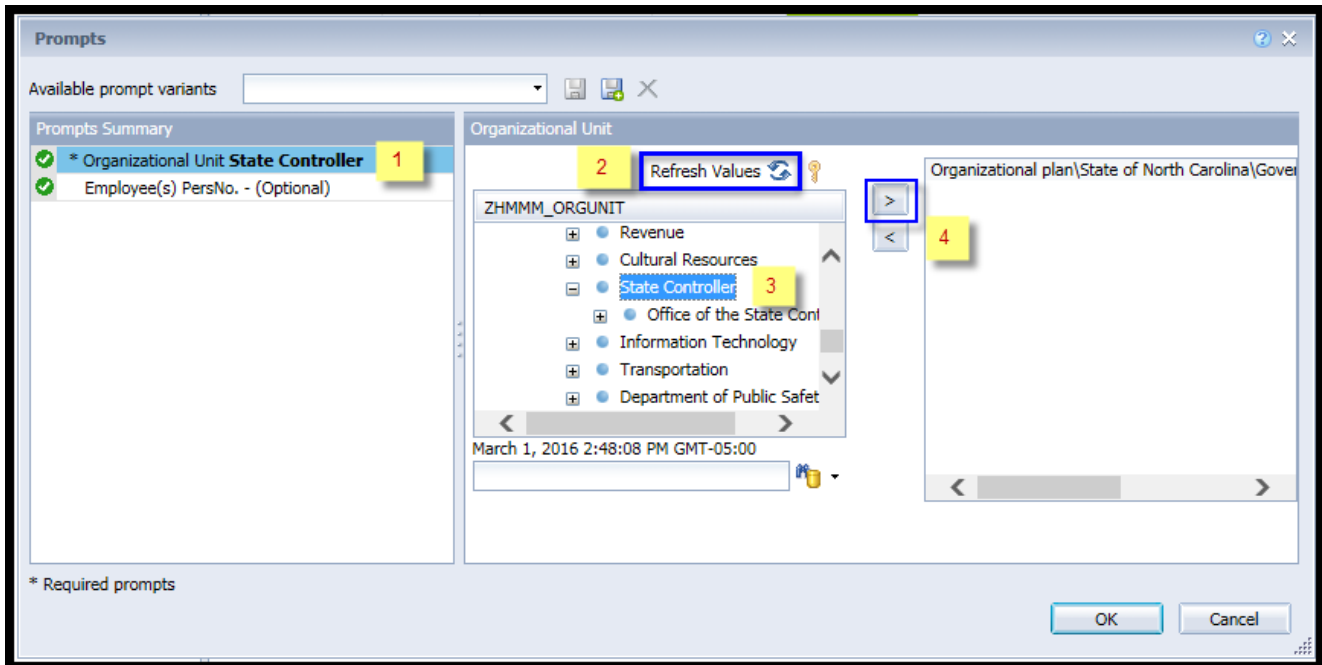 Prompts
Available prompt variants
Prompts Summary
* Organizational Unit State Controller 1
Employee(s) PersNo. - (Optional)
Organizational Unit
2 Refresh Values
ZHMMM_ORGUNIT
Revenue
Cultural Resources
State Controller 3
Office of the State Cont
Information Technology
Transportation
Department of Public Safet
March 1, 2016 2:48:08 PM GMT-05:00
>
<
4
Organizational plan\State of North Carolina\Gover
* Required prompts
OK Cancel